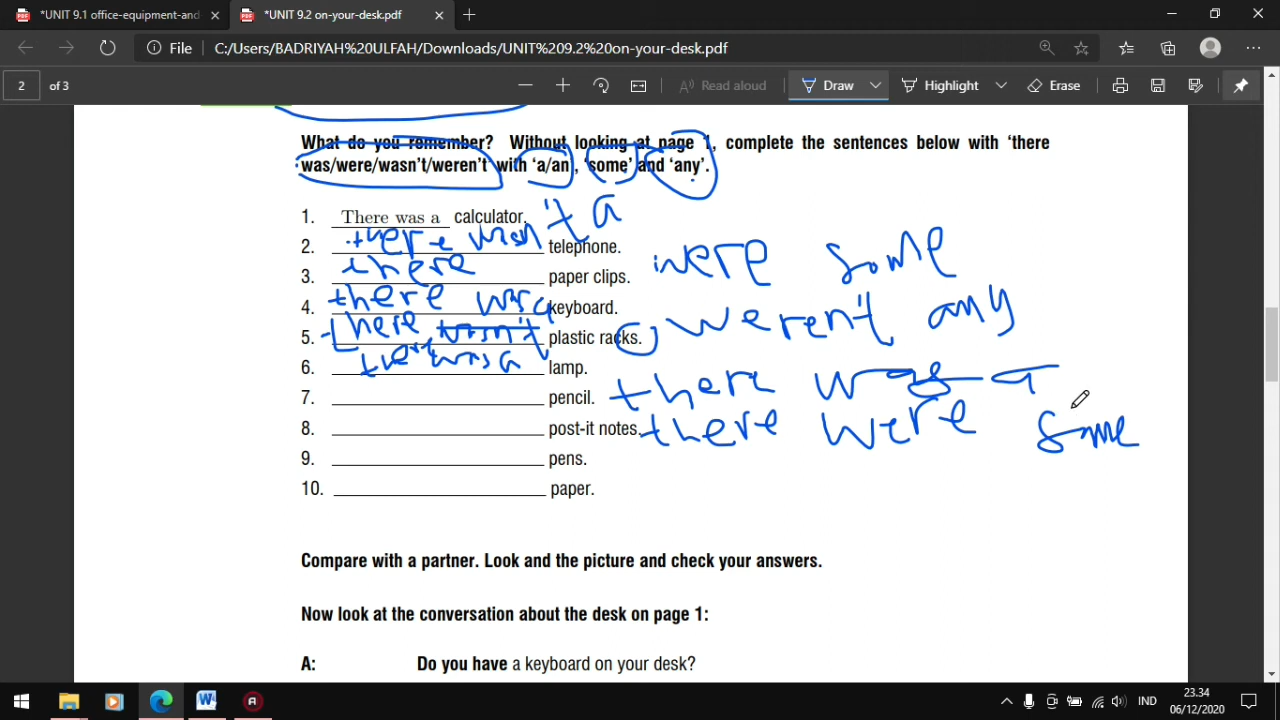 *UNIT 9.1 office-equipment-and
*UNIT 9.2 on-your-desk.pdf
File C:/Users/BADRIYAH%20ULFAH/Downloads/UNIT%209.2%20on-your-desk.pdf
2 of 3 Read aloud Draw Highlight Erase
What do you remember? Without looking at page 1, complete the sentences below with ‘there
was/were/wasn’t/weren’t with ‘a/an’, ‘some’ and ‘any’.
1. There was a calculator.
2. there wasn't a telephone.
3. there paper clips. were some
4. there was a keyboard.
5. there wasn't plastic racks. weren't any
6. there was a lamp.
7. pencil. there was a
8. post-it notes. there were some
9. pens.
10. paper.
Compare with a partner. Look and the picture and check your answers.
Now look at the conversation about the desk on page 1:
A: Do you have a keyboard on your desk?
IND
23.34
06/12/2020